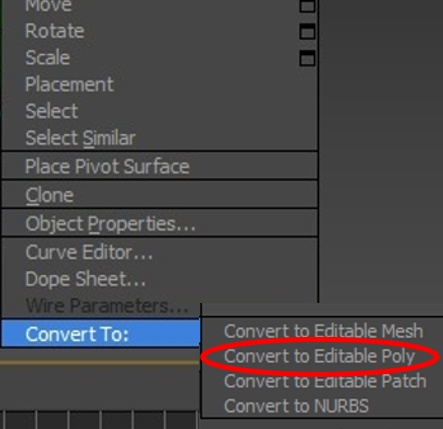 Move
Rotate
Scale
Placement
Select
Select Similar
Place Pivot Surface
Clone
Object Properties...
Curve Editor...
Dope Sheet...
Wire Parameters...
Convert To:
Convert to Editable Mesh
Convert to Editable Poly
Convert to Editable Patch
Convert to NURBS